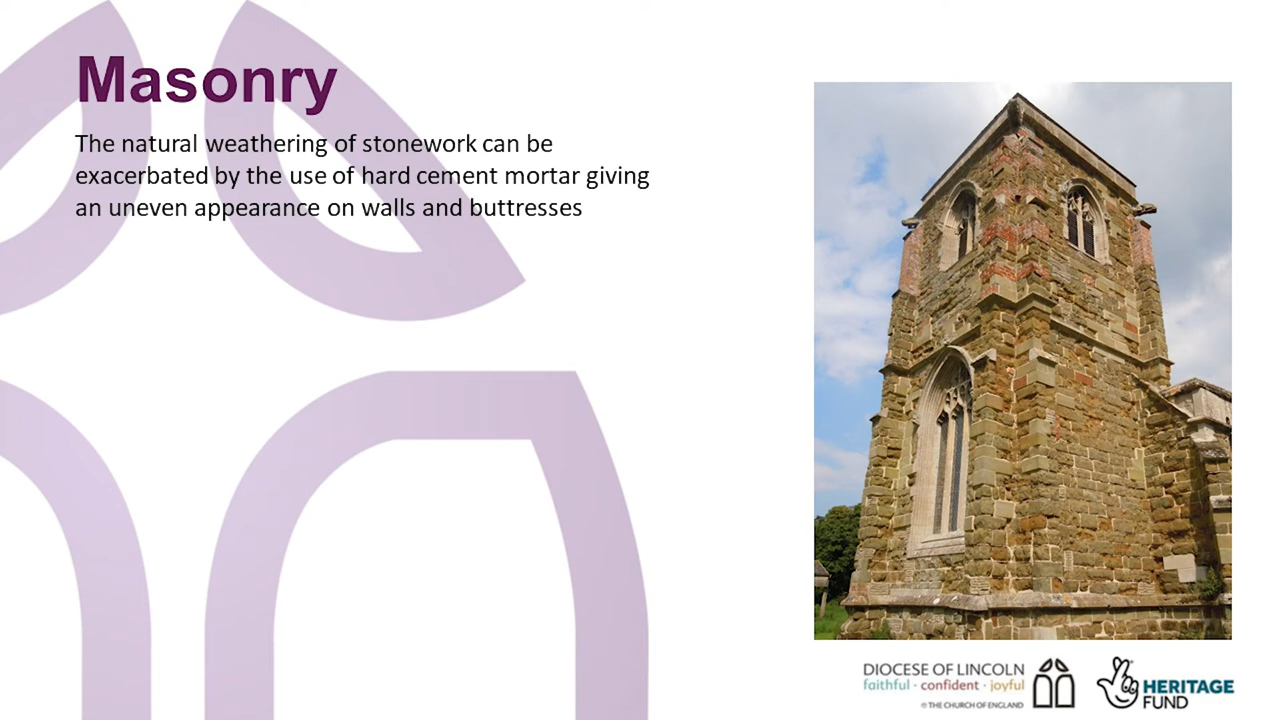 Masonry
The natural weathering of stonework can be
exacerbated by the use of hard cement mortar giving
an uneven appearance on walls and buttresses
DIOCESE OF LINCOLN
faithful · confident · joyful
© THE CHURCH OF ENGLAND
HERITAGE
FUND